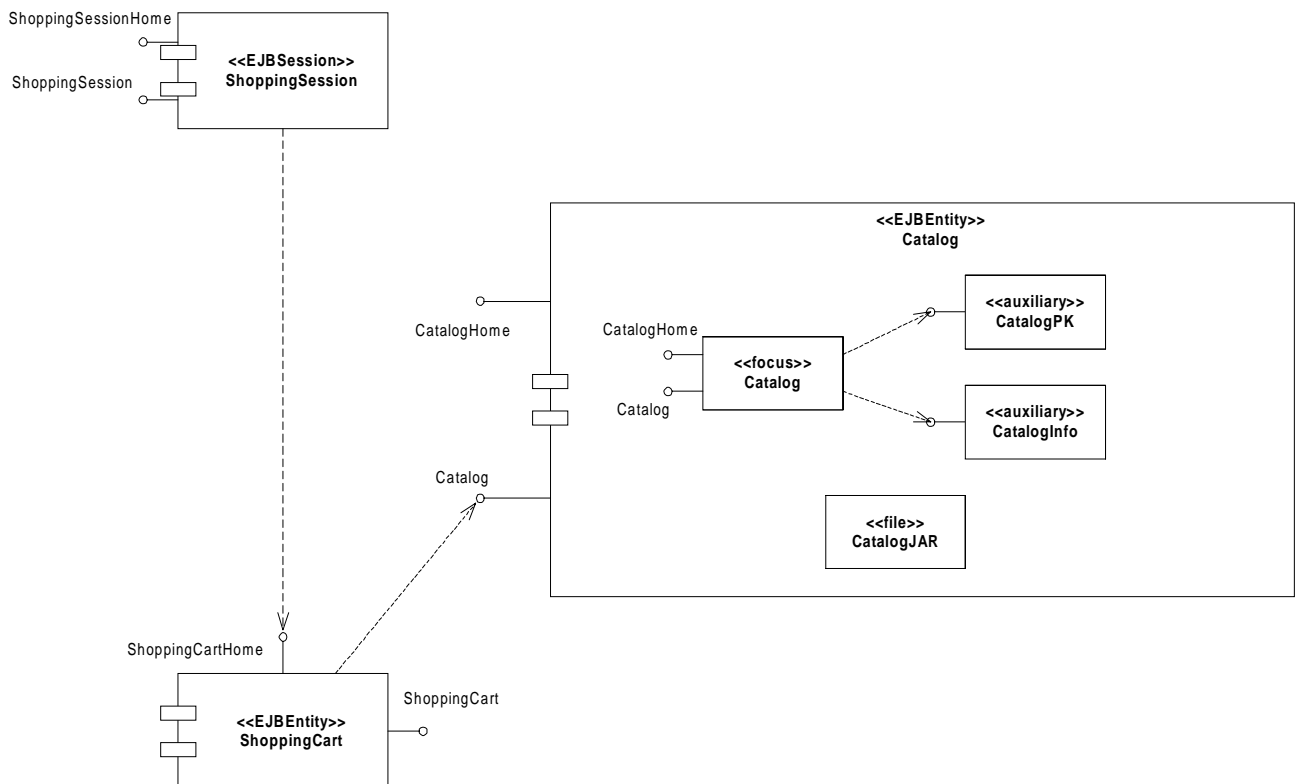 ShoppingSessionHome
<<EJBSession>>
ShoppingSession
ShoppingSession
<<EJBEntity>>
Catalog
CatalogHome
CatalogHome
<<auxiliary>>
CatalogPK
<<focus>>
Catalog
Catalog
<<auxiliary>>
CatalogInfo
Catalog
<<file>>
CatalogJAR
ShoppingCartHome
<<EJBEntity>>
ShoppingCart
ShoppingCart